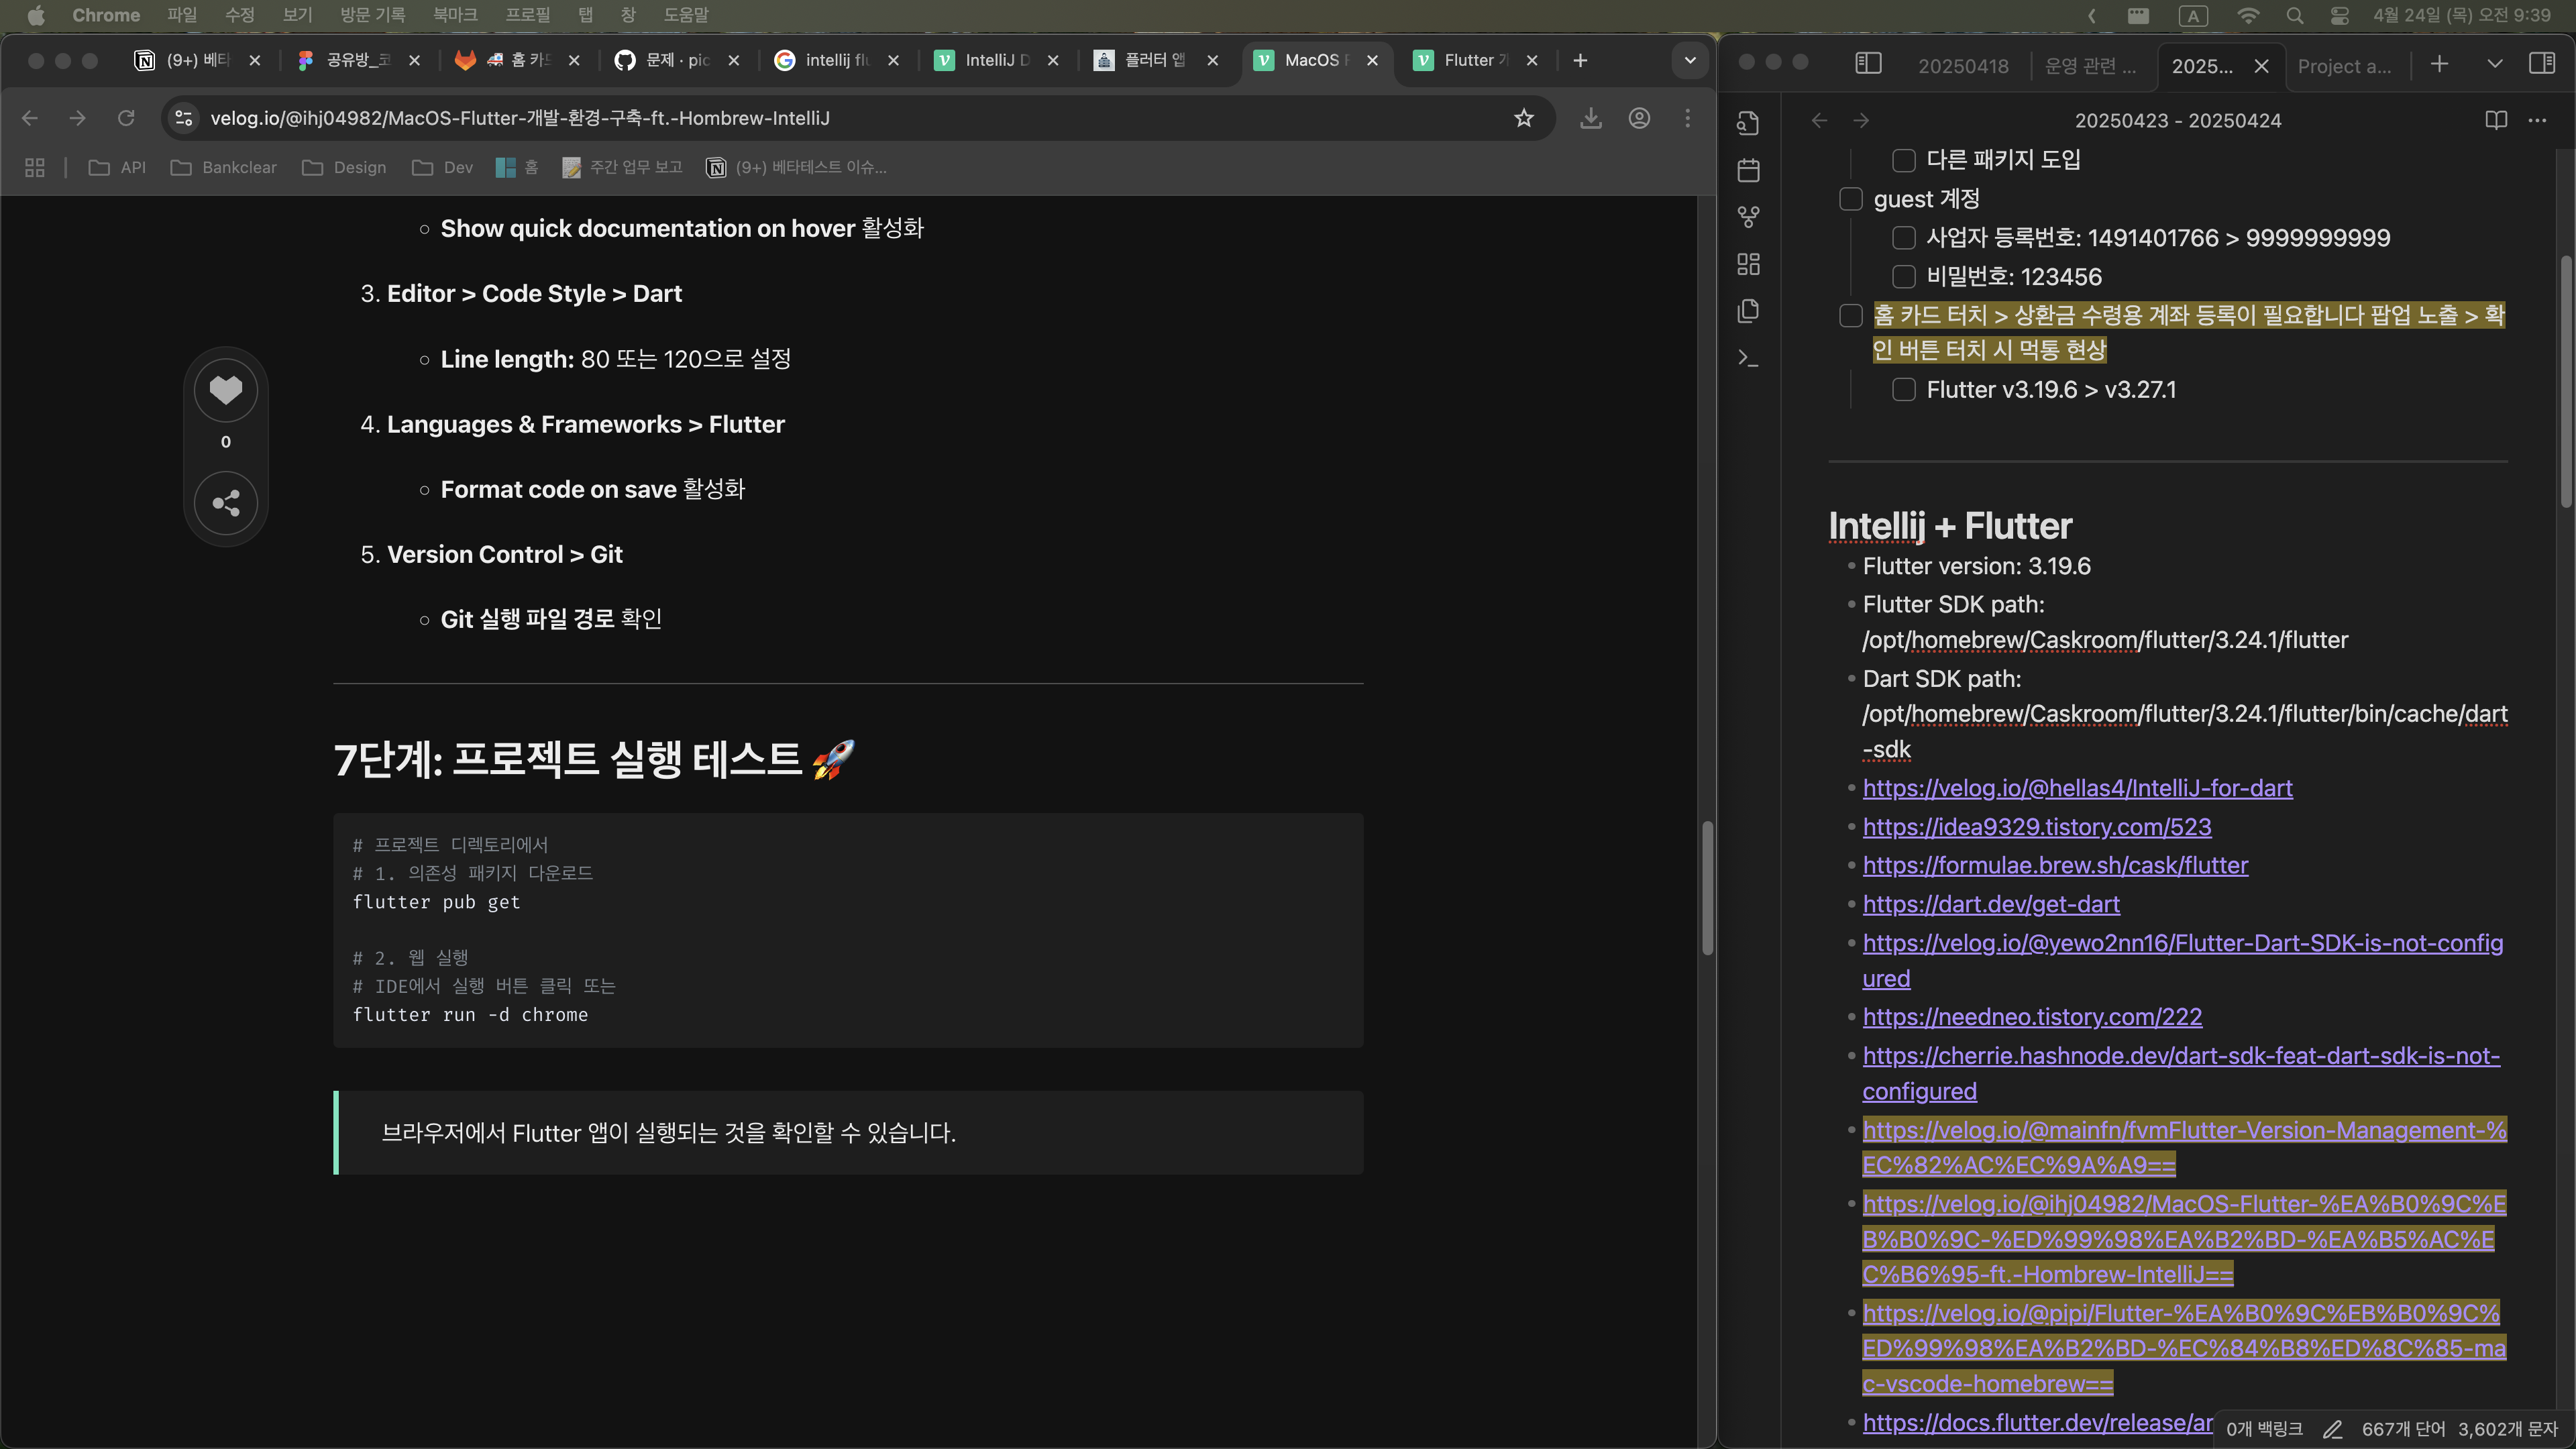 Chrome 파일 수정 보기 방문 기록 북마크 프로필 탭 창 도움말
A 4월 24일 (목) 오전 9:39
(9+) 베타 공유방_코 홈 카드 문제 · pic intellij flu IntelliJ D 플러터 앱 MacOS F Flutter 개
velog.io/@ihj04982/MacOS-Flutter-개발-환경-구축-ft.-Hombrew-IntelliJ
API Bankclear Design Dev 홈 주간 업무 보고 (9+) 베타테스트 이슈...
Show quick documentation on hover 활성화
3. Editor > Code Style > Dart
Line length: 80 또는 120으로 설정
4. Languages & Frameworks > Flutter
Format code on save 활성화
5. Version Control > Git
Git 실행 파일 경로 확인
0
7단계: 프로젝트 실행 테스트 🚀
# 프로젝트 디렉토리에서
# 1. 의존성 패키지 다운로드
flutter pub get
# 2. 웹 실행
# IDE에서 실행 버튼 클릭 또는
flutter run -d chrome
브라우저에서 Flutter 앱이 실행되는 것을 확인할 수 있습니다.
20250418 운영 관련 ... 2025... Project a...
20250423 - 20250424
다른 패키지 도입
guest 계정
사업자 등록번호: 1491401766 > 9999999999
비밀번호: 123456
홈 카드 터치 > 상환금 수령용 계좌 등록이 필요합니다 팝업 노출 > 확
인 버튼 터치 시 먹통 현상
Flutter v3.19.6 > v3.27.1
Intellij + Flutter
Flutter version: 3.19.6
Flutter SDK path:
/opt/homebrew/Caskroom/flutter/3.24.1/flutter
Dart SDK path:
/opt/homebrew/Caskroom/flutter/3.24.1/flutter/bin/cache/dart
-sdk
https://velog.io/@hellas4/IntelliJ-for-dart
https://idea9329.tistory.com/523
https://formulae.brew.sh/cask/flutter
https://dart.dev/get-dart
https://velog.io/@yewo2nn16/Flutter-Dart-SDK-is-not-config
ured
https://needneo.tistory.com/222
https://cherrie.hashnode.dev/dart-sdk-feat-dart-sdk-is-not-
configured
https://velog.io/@mainfn/fvmFlutter-Version-Management-%
EC%82%AC%EC%9A%A9==
https://velog.io/@ihj04982/MacOS-Flutter-%EA%B0%9C%E
B%B0%9C-%ED%99%98%EA%B2%BD-%EA%B5%AC%E
C%B6%95-ft.-Hombrew-IntelliJ==
https://velog.io/@pipi/Flutter-%EA%B0%9C%EB%B0%9C%
ED%99%98%EA%B2%BD-%EC%84%B8%ED%8C%85-ma
c-vscode-homebrew==
https://docs.flutter.dev/release/ar
0개 백링크 667개 단어 3,602개 문자